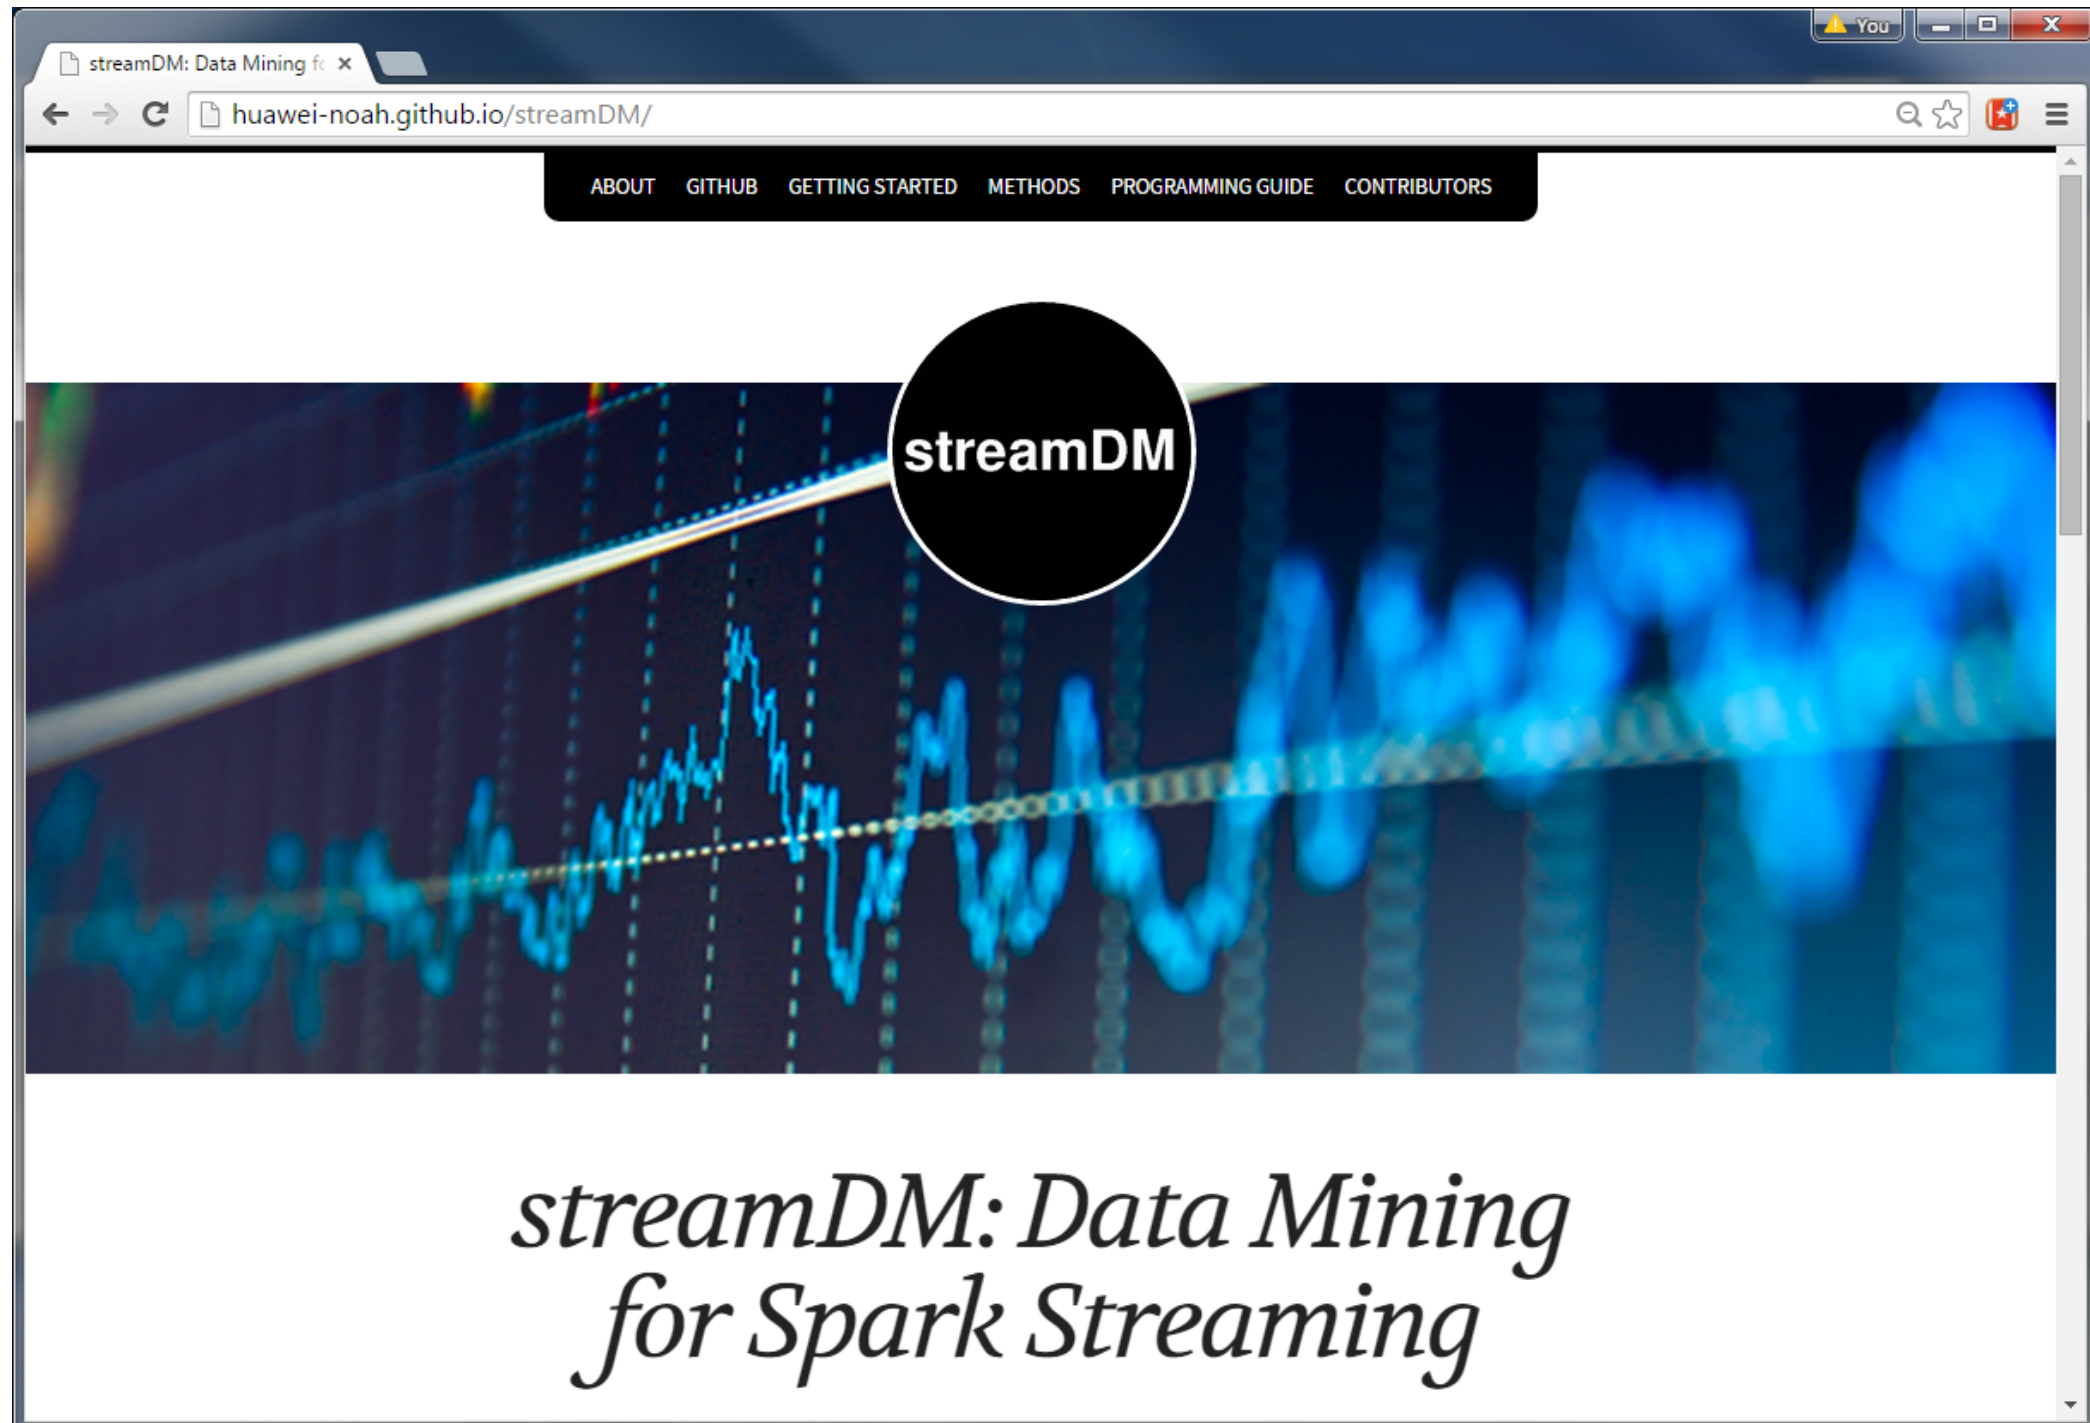 You
streamDM: Data Mining fo
huawei-noah.github.io/streamDM/
ABOUT GITHUB GETTING STARTED METHODS PROGRAMMING GUIDE CONTRIBUTORS
streamDM
streamDM: Data Mining
for Spark Streaming